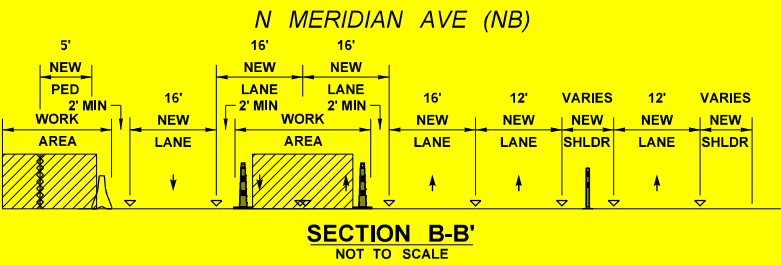 N MERIDIAN AVE (NB)
5' 16' 16'
NEW NEW NEW
PED LANE LANE 16' 12' VARIES 12' VARIES
2' MIN 16' 2' MIN 2' MIN
WORK NEW WORK NEW NEW NEW NEW NEW
AREA LANE AREA LANE LANE SHLDR LANE SHLDR
SECTION B-B'
NOT TO SCALE